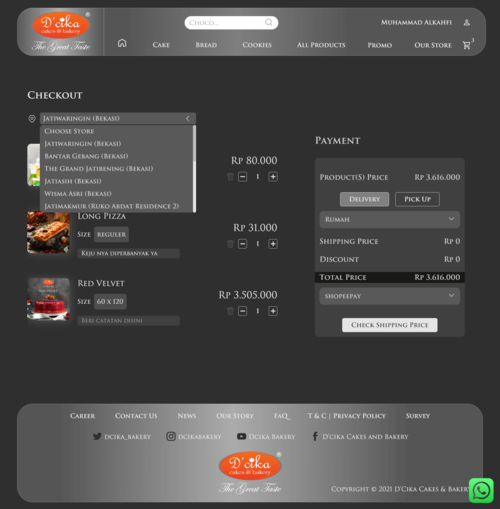 D'cika
cakes & bakery
®
The Great Taste
Choco...
Muhammad Alkahfi
Cake
Bread
Cookies
All Products
Promo
Our Store
3
Checkout
Jatiwaringin (Bekasi)
Choose Store
Jatiwaringin (Bekasi)
Bantar Gebang (Bekasi)
The Grand Jatibening (Bekasi)
Jatiasih (Bekasi)
Wisma Asri (Bekasi)
Jatimakmur (Ruko Abdat Residence 2)
Rp 80.000
1
Long Pizza
Size
reguler
Keju nya diperbanyak ya
Rp 31.000
1
Red Velvet
Size
60 x 120
Beri catatan disini
Rp 3.505.000
1
Payment
Product(s) Price
Rp 3.616.000
Delivery
Pick Up
Rumah
Shipping Price
Rp 0
Discount
Rp 0
Total Price
Rp 3.616.000
shopeepay
Check Shipping Price
Career
Contact Us
News
Our Story
FaQ
T & C | Privacy Policy
Survey
dcika_bakery
dcikabakery
Dcika Bakery
D'cika Cakes and Bakery
D'cika
cakes & bakery
®
The Great Taste
Copyright © 2021 D'Cika Cakes & Bakery